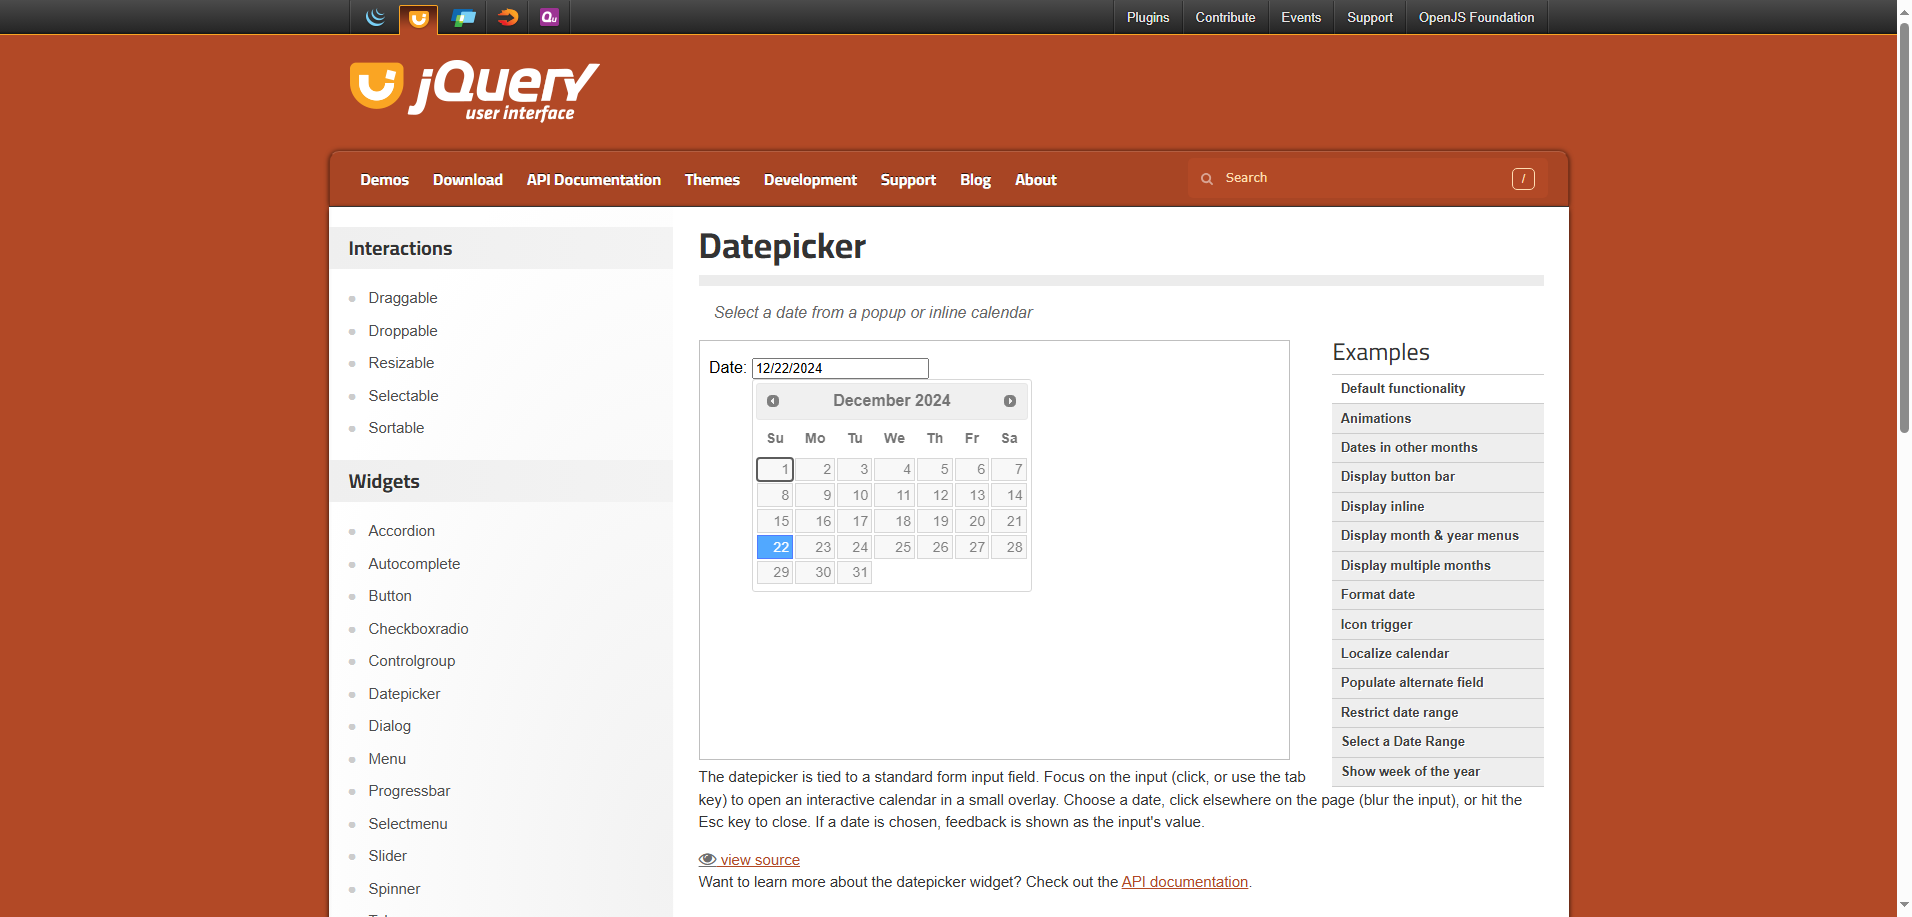 Plugins
Contribute
Events
Support
OpenJS Foundation
jQuery
user interface
Demos
Download
API Documentation
Themes
Development
Support
Blog
About
Search
/
Interactions
Draggable
Droppable
Resizable
Selectable
Sortable
Widgets
Accordion
Autocomplete
Button
Checkboxradio
Controlgroup
Datepicker
Dialog
Menu
Progressbar
Selectmenu
Slider
Spinner
Datepicker
Select a date from a popup or inline calendar
Date: 12/22/2024
December 2024
Su Mo Tu We Th Fr Sa
1 2 3 4 5 6 7
8 9 10 11 12 13 14
15 16 17 18 19 20 21
22 23 24 25 26 27 28
29 30 31
Examples
Default functionality
Animations
Dates in other months
Display button bar
Display inline
Display month & year menus
Display multiple months
Format date
Icon trigger
Localize calendar
Populate alternate field
Restrict date range
Select a Date Range
Show week of the year
The datepicker is tied to a standard form input field. Focus on the input (click, or use the tab
key) to open an interactive calendar in a small overlay. Choose a date, click elsewhere on the page (blur the input), or hit the
Esc key to close. If a date is chosen, feedback is shown as the input's value.
view source
Want to learn more about the datepicker widget? Check out the API documentation.